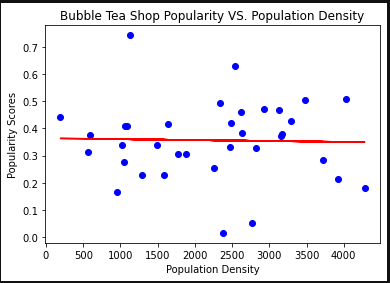 Bubble Tea Shop Popularity VS. Population Density
Popularity Scores
0.7
0.6
0.5
0.4
0.3
0.2
0.1
0.0
0 500 1000 1500 2000 2500 3000 3500 4000
Population Density